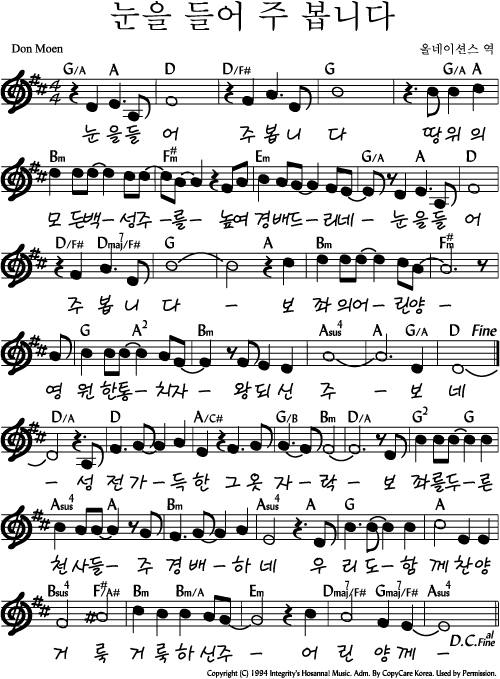 눈을 들어 주 봅니다
Don Moen 올네이션스 역
G/A A D D/F# G G/A A
4/4
눈 을들 어 주 봅 니 다 땅 위 의
Bm F#m Em G/A A D
모 든백- 성주- 를- 높여 경배드- 리네- 눈 을들 어
D/F# Dmaj7/F# G A Bm F#m
주 봅 니 다 - 보 좌 의어- 린양 -
G A2 Bm Asus4 A G/A D Fine
영 원 한통- 치자- 왕되 신 주 - 보 네
D/A D A/C# G/B Bm D/A G2 G
- 성 전가- 득 한 그 옷 자- 락- 보 좌를두-른
Asus4 A Bm Asus4 A G A
천 사들- 주 경배- 하 네 우 리 도- 함 께 찬양
Bsus4 F#/A# Bm Bm/A Em Dmaj7/F# Gmaj7/F# Asus4
거 룩 거 룩 하 신주- 어 린 양 께 -
D.C. al Fine
Copyright (C) 1994 Integrity's Hosanna! Music. Adm. By CopyCare Korea. Used by Permission.